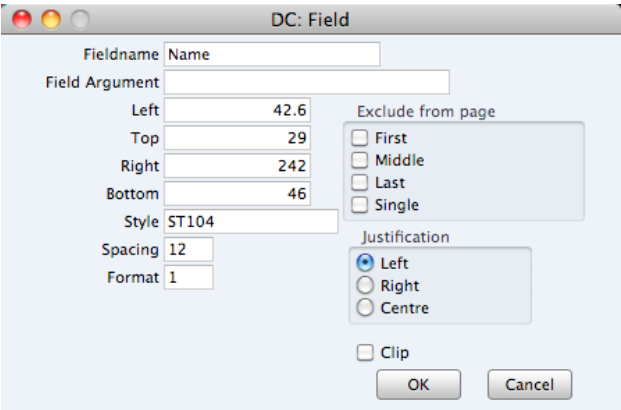 DC: Field
Fieldname Name
Field Argument
Left 42.6
Top 29
Right 242
Bottom 46
Style ST104
Spacing 12
Format 1
Exclude from page
First
Middle
Last
Single
Justification
Left
Right
Centre
Clip
OK Cancel